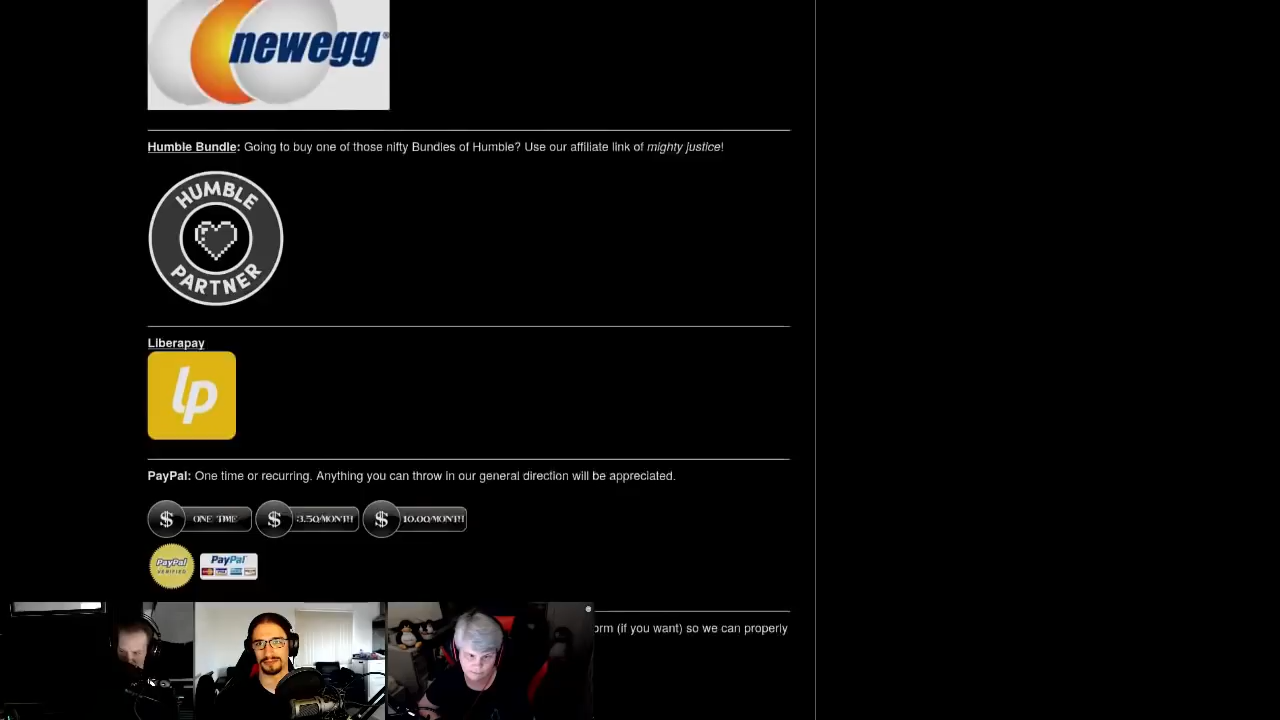 newegg®
Humble Bundle: Going to buy one of those nifty Bundles of Humble? Use our affiliate link of mighty justice!
HUMBLE
PARTNER
Liberapay
lp
PayPal: One time or recurring. Anything you can throw in our general direction will be appreciated.
$ ONE TIME $ 3.50/MONTH $ 10.00/MONTH
PayPal VERIFIED PayPal
orm (if you want) so we can properly